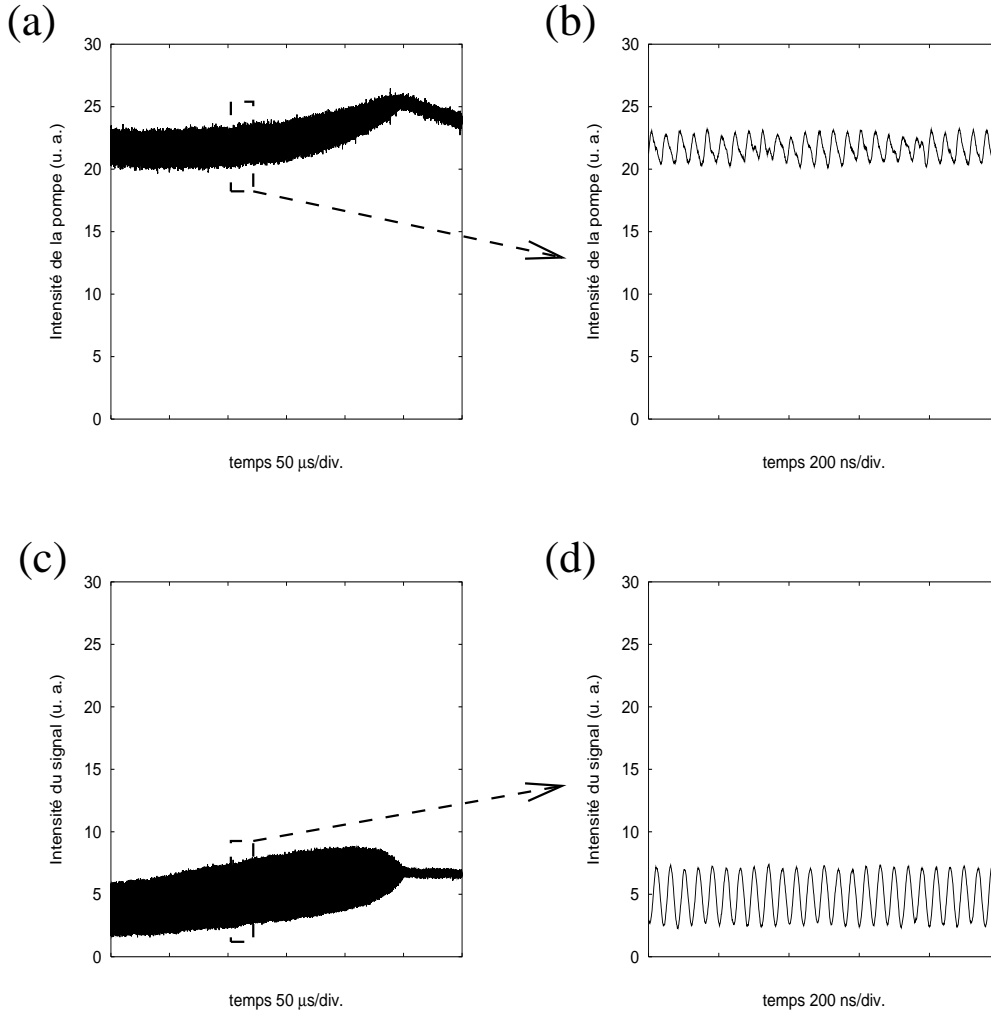 (a)
30
25
20
15
10
5
0
Intensité de la pompe (u. a.)
temps 50 µs/div.
(b)
30
25
20
15
10
5
0
Intensité de la pompe (u. a.)
temps 200 ns/div.
(c)
30
25
20
15
10
5
0
Intensité du signal (u. a.)
temps 50 µs/div.
(d)
30
25
20
15
10
5
0
Intensité du signal (u. a.)
temps 200 ns/div.